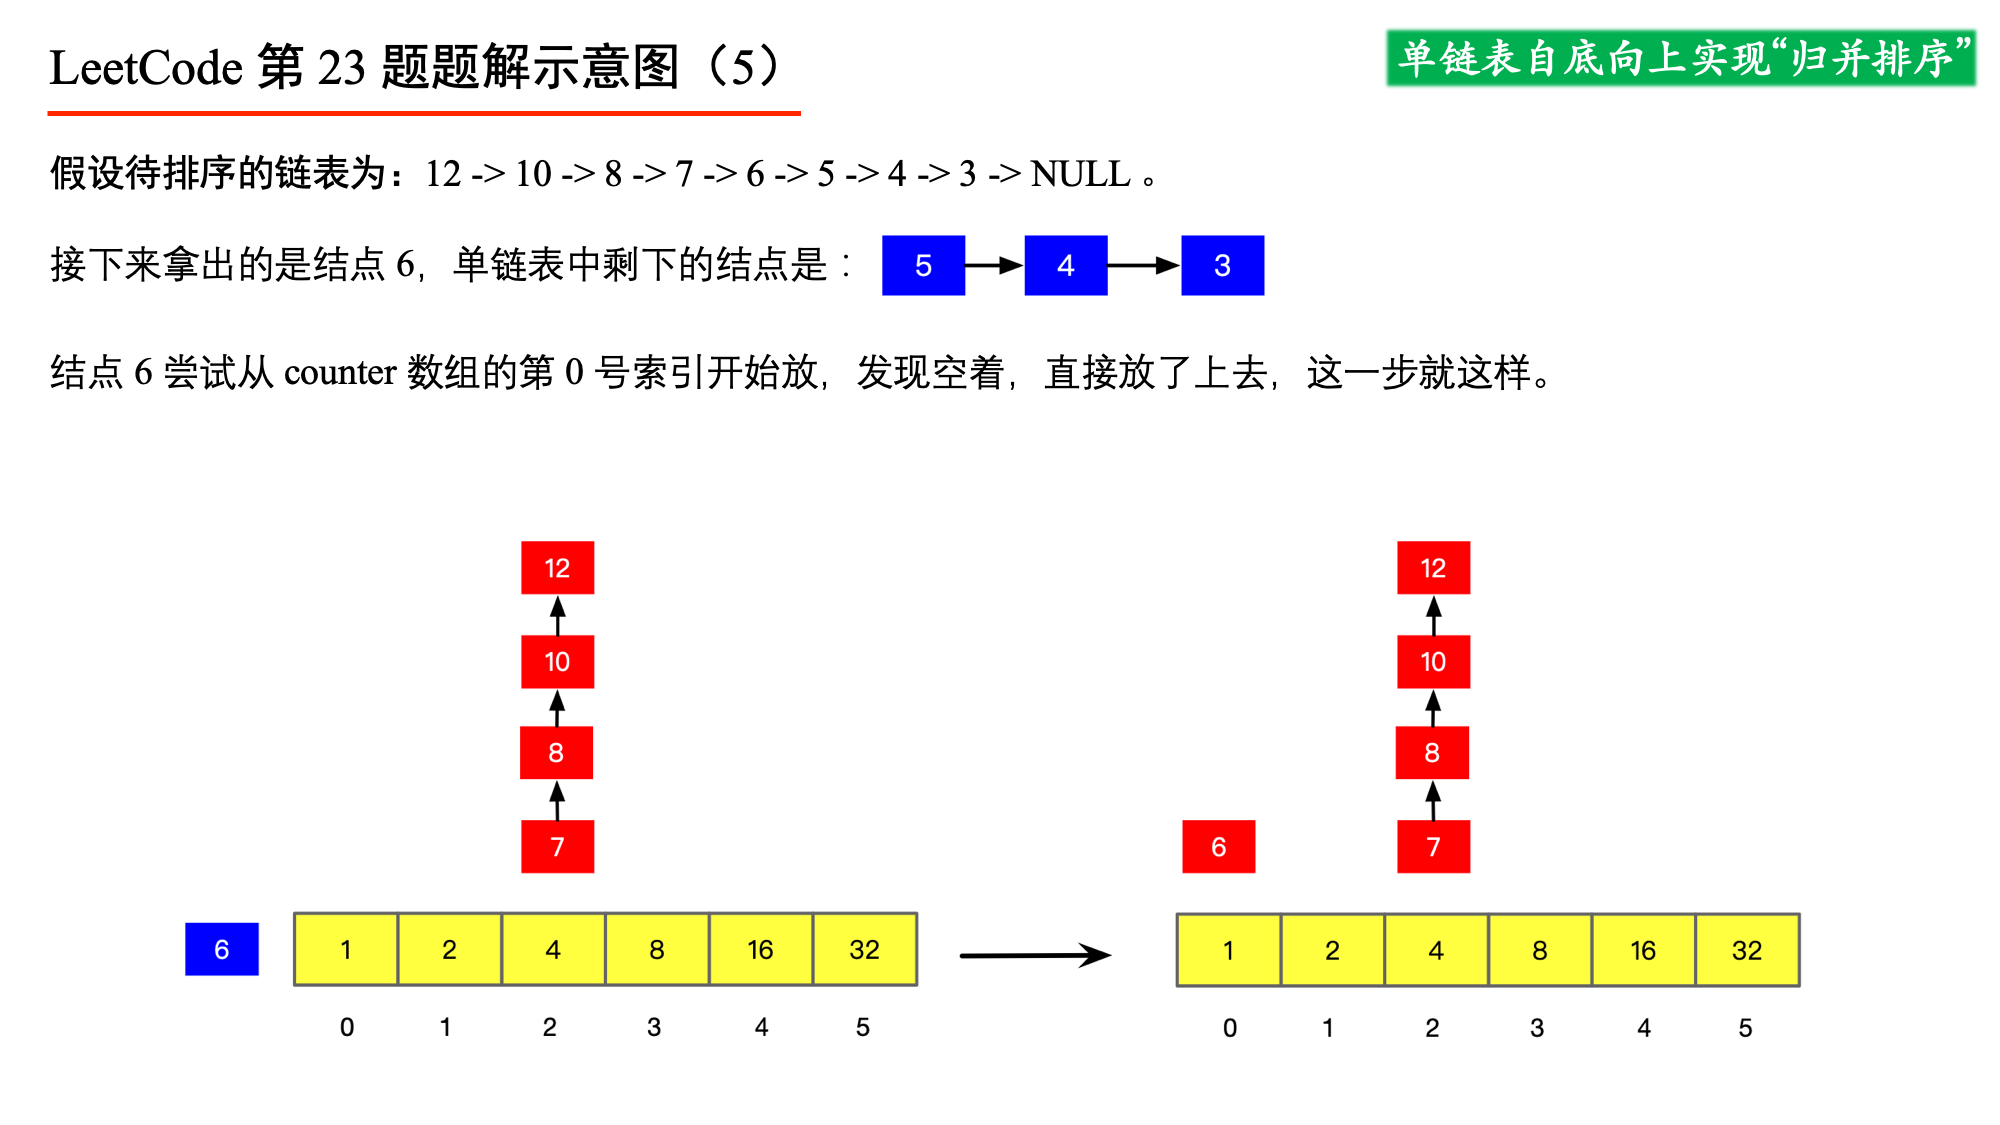 LeetCode 第 23 题题解示意图（5）
单链表自底向上实现“归并排序”
假设待排序的链表为：12 -> 10 -> 8 -> 7 -> 6 -> 5 -> 4 -> 3 -> NULL 。
接下来拿出的是结点 6，单链表中剩下的结点是： 5 4 3
结点 6 尝试从 counter 数组的第 0 号索引开始放，发现空着，直接放了上去，这一步就这样。
12 12
10 10
8 8
7 6 7
6 1 2 4 8 16 32 1 2 4 8 16 32
0 1 2 3 4 5 0 1 2 3 4 5